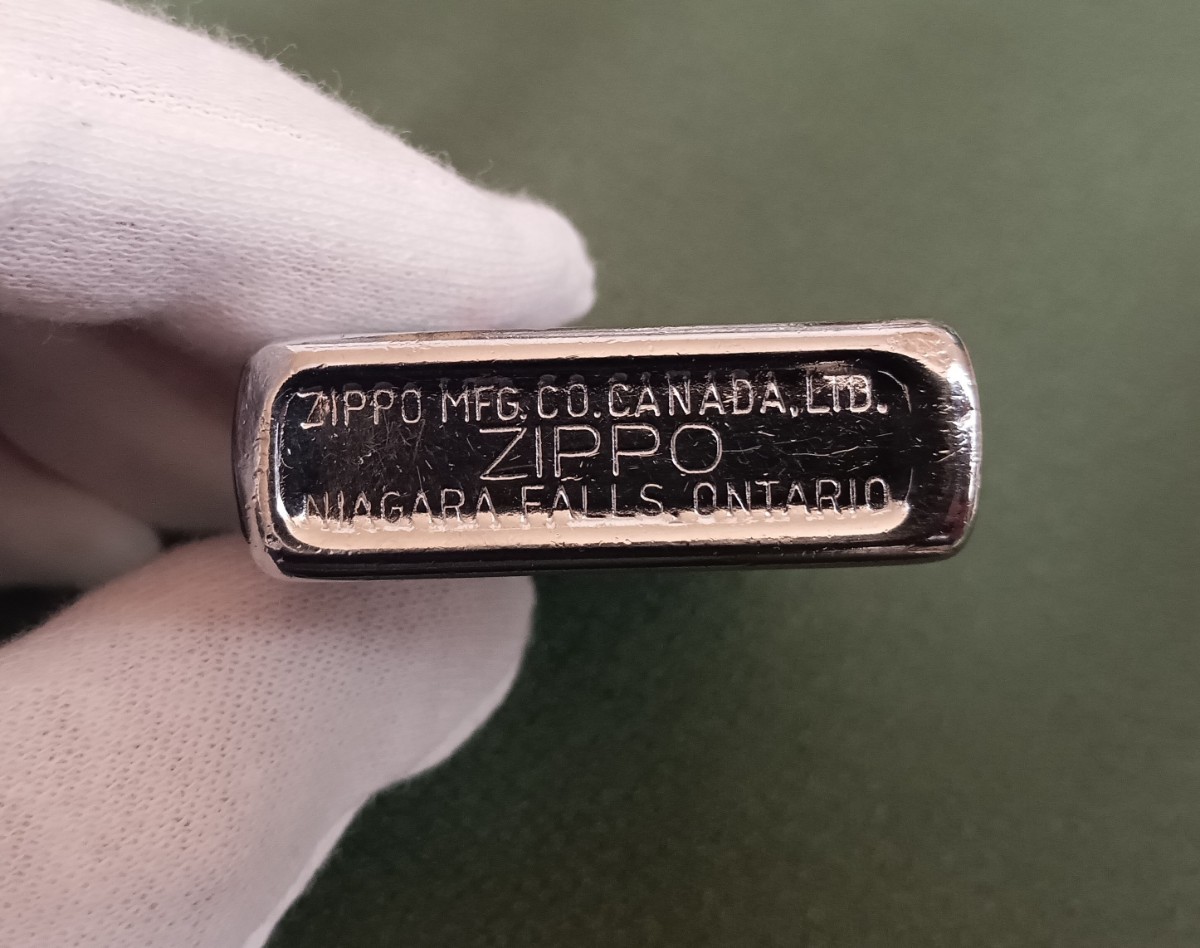 ZIPPO MFG. CO. CANADA, LTD.
ZIPPO
NIAGARA FALLS, ONTARIO